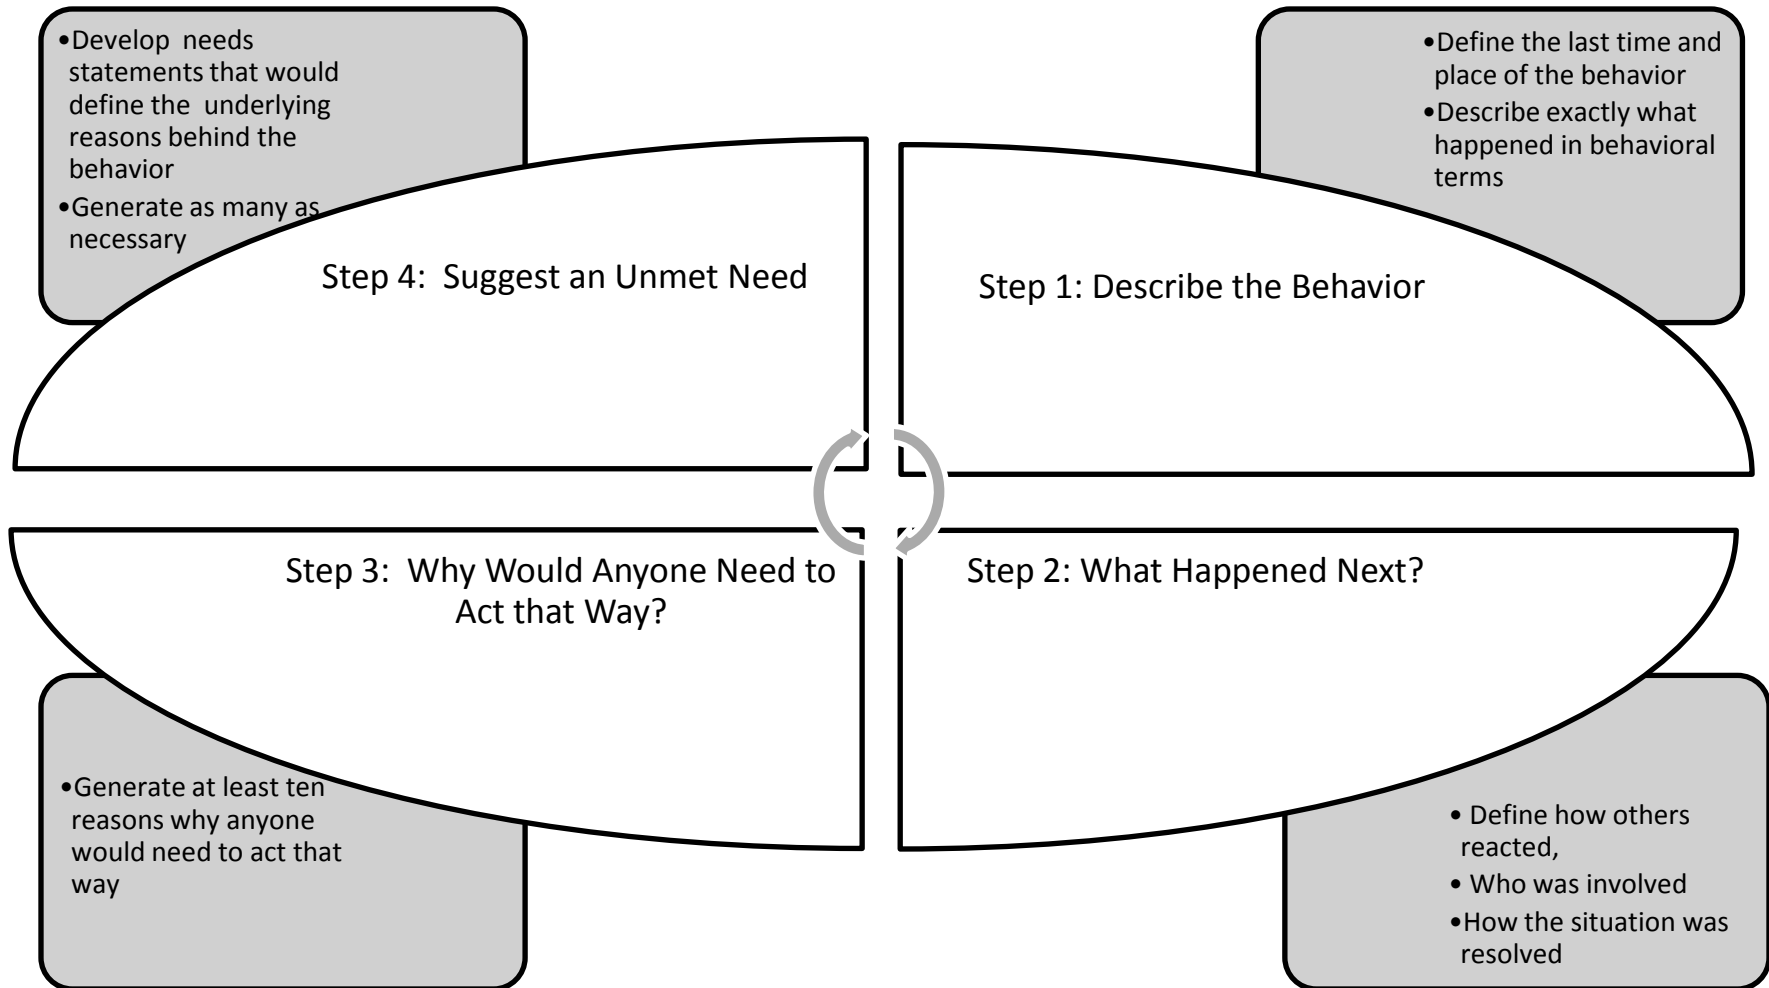 •Develop needs
statements that would
define the underlying
reasons behind the
behavior
•Generate as many as
necessary
•Define the last time and
place of the behavior
•Describe exactly what
happened in behavioral
terms
Step 4: Suggest an Unmet Need
Step 1: Describe the Behavior
Step 3: Why Would Anyone Need to
Act that Way?
Step 2: What Happened Next?
•Generate at least ten
reasons why anyone
would need to act that
way
• Define how others
reacted,
• Who was involved
•How the situation was
resolved